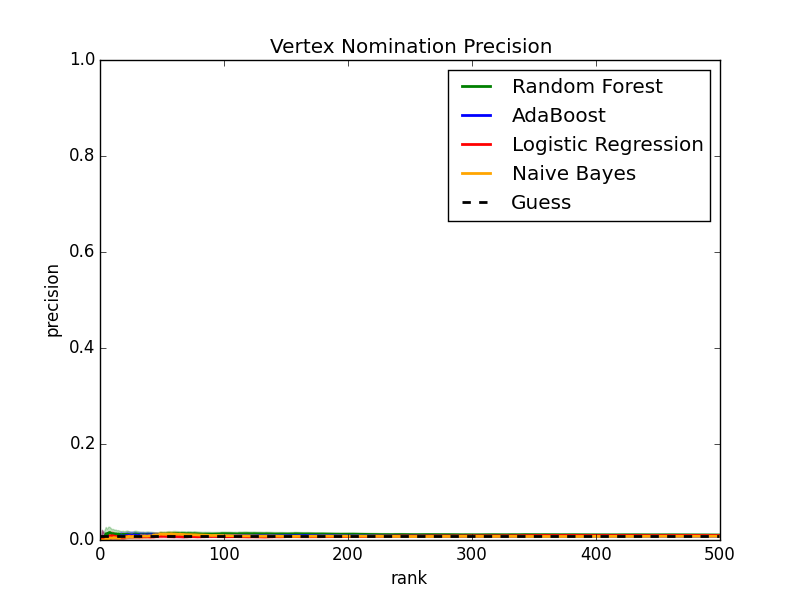 Vertex Nomination Precision
1.0
0.8
0.6
0.4
0.2
0.0
precision
Random Forest
AdaBoost
Logistic Regression
Naive Bayes
Guess
0 100 200 300 400 500
rank